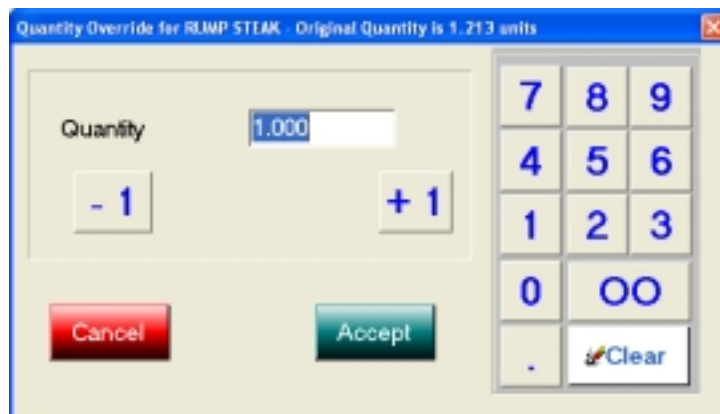 Quantity Override for RUMP STEAK - Original Quantity is 1.213 units
7 8 9
Quantity 1.000
4 5 6
- 1 + 1
1 2 3
0 00
Cancel Accept
. Clear